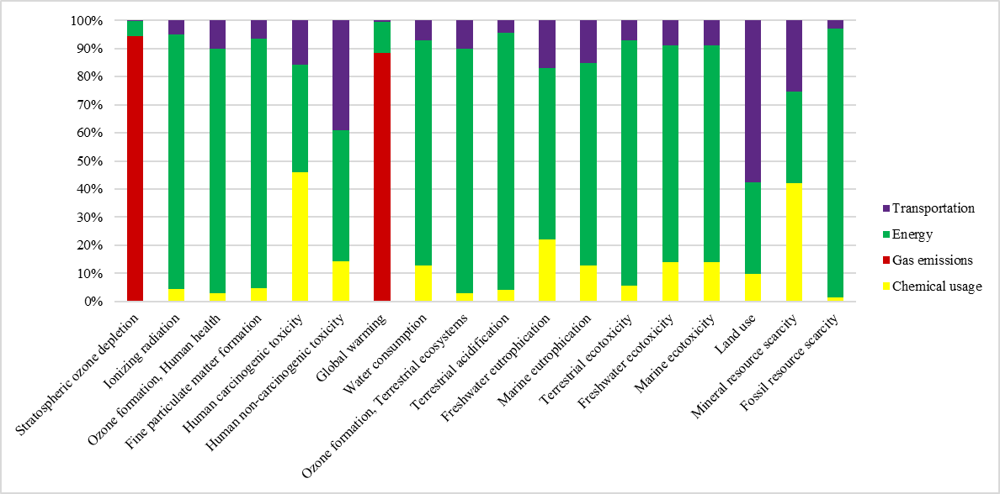 100%
90%
80%
70%
60%
50%
40%
30%
20%
10%
0%
Stratospheric ozone depletion
Ionizing radiation
Ozone formation, Human health
Fine particulate matter formation
Human carcinogenic toxicity
Human non-carcinogenic toxicity
Global warming
Water consumption
Ozone formation, Terrestrial ecosystems
Terrestrial acidification
Freshwater eutrophication
Marine eutrophication
Terrestrial ecotoxicity
Freshwater ecotoxicity
Marine ecotoxicity
Land use
Mineral resource scarcity
Fossil resource scarcity
Transportation
Energy
Gas emissions
Chemical usage